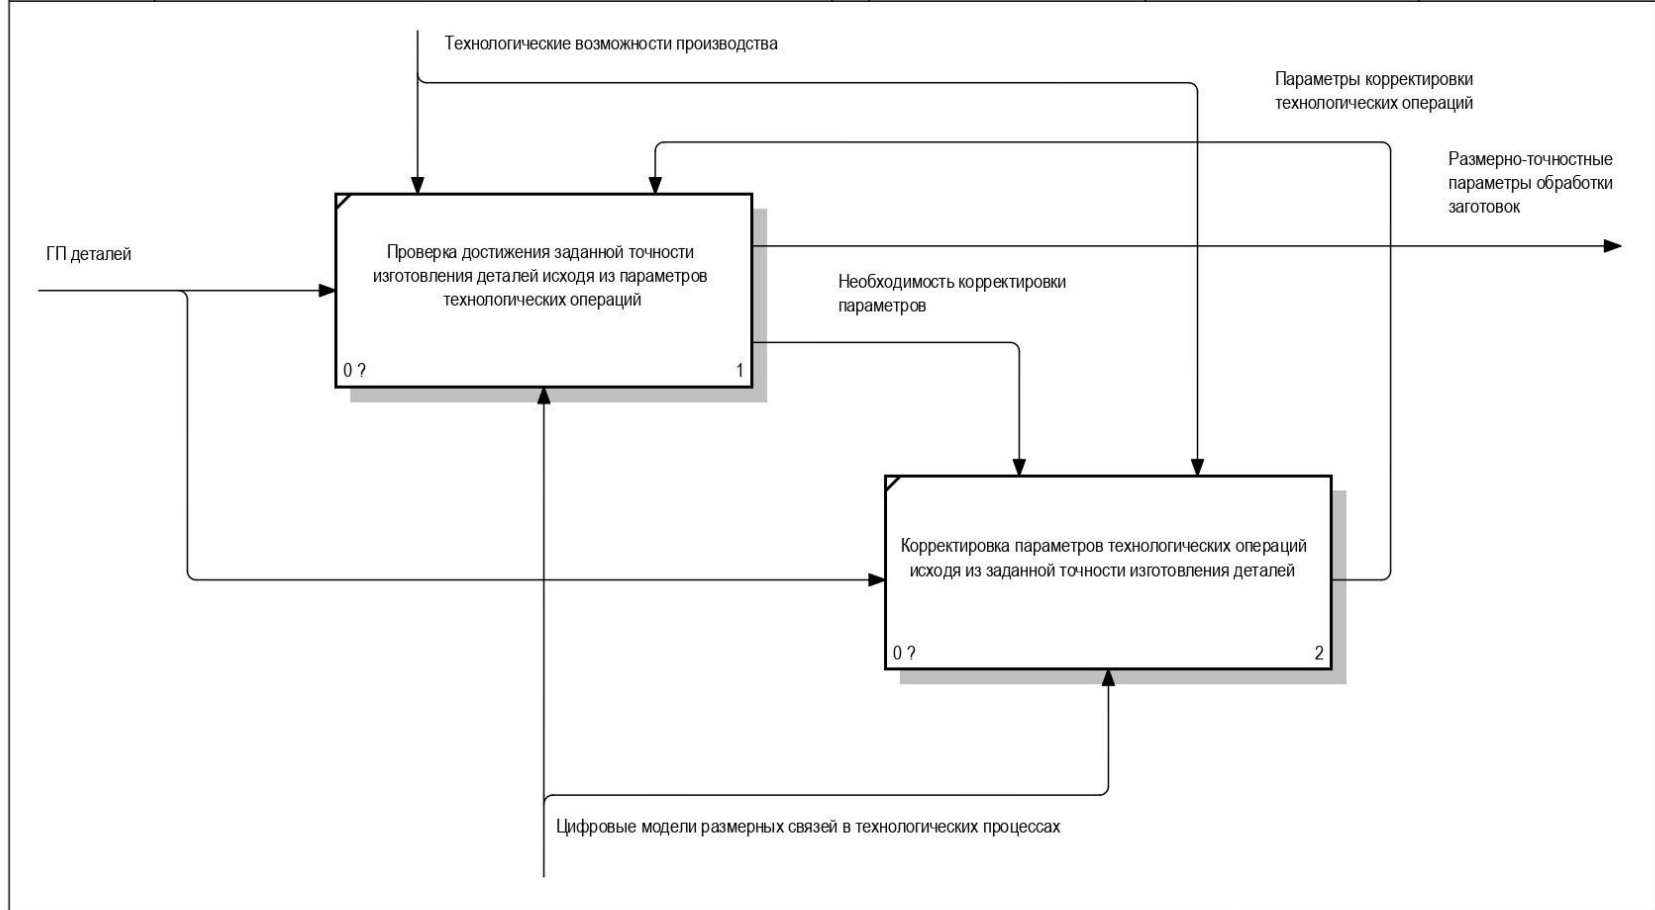 Технологические возможности производства
Параметры корректировки
технологических операций
Размерно-точностные
параметры обработки
заготовок
ГП деталей
Проверка достижения заданной точности
изготовления деталей исходя из параметров
технологических операций
0 ?
1
Необходимость корректировки
параметров
Корректировка параметров технологических операций
исходя из заданной точности изготовления деталей
0 ?
2
Цифровые модели размерных связей в технологических процессах